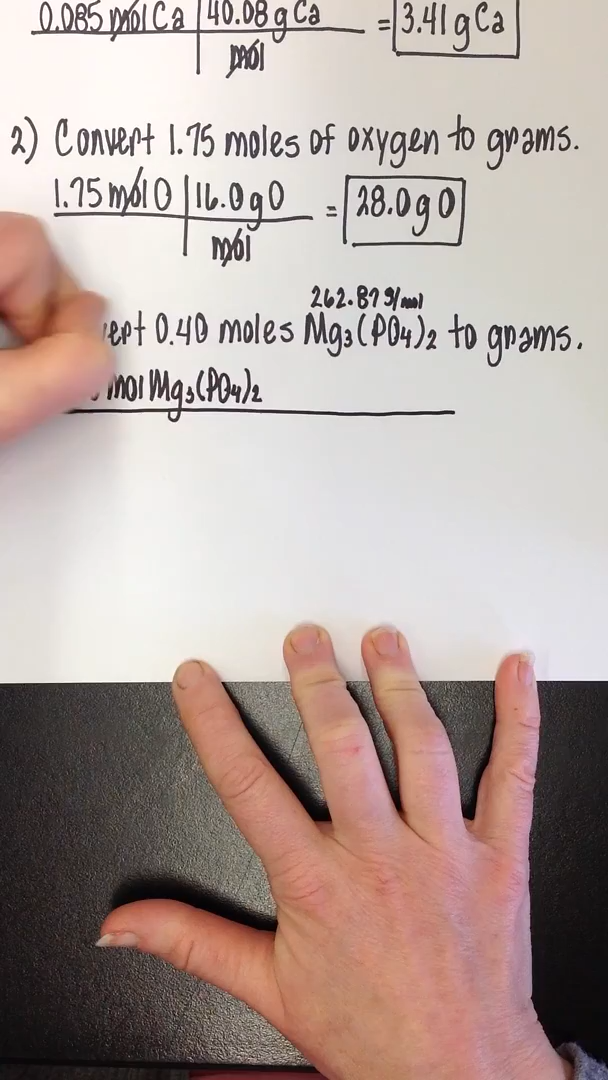 0.085 mol Ca | 40.08 g Ca = 3.41 g Ca
mol
2) Convert 1.75 moles of oxygen to grams.
1.75 mol O | 16.0 g O = 28.0 g O
mol
262.87 g/mol
0.40 moles Mg₃(PO₄)₂ to grams.
mol Mg₃(PO₄)₂